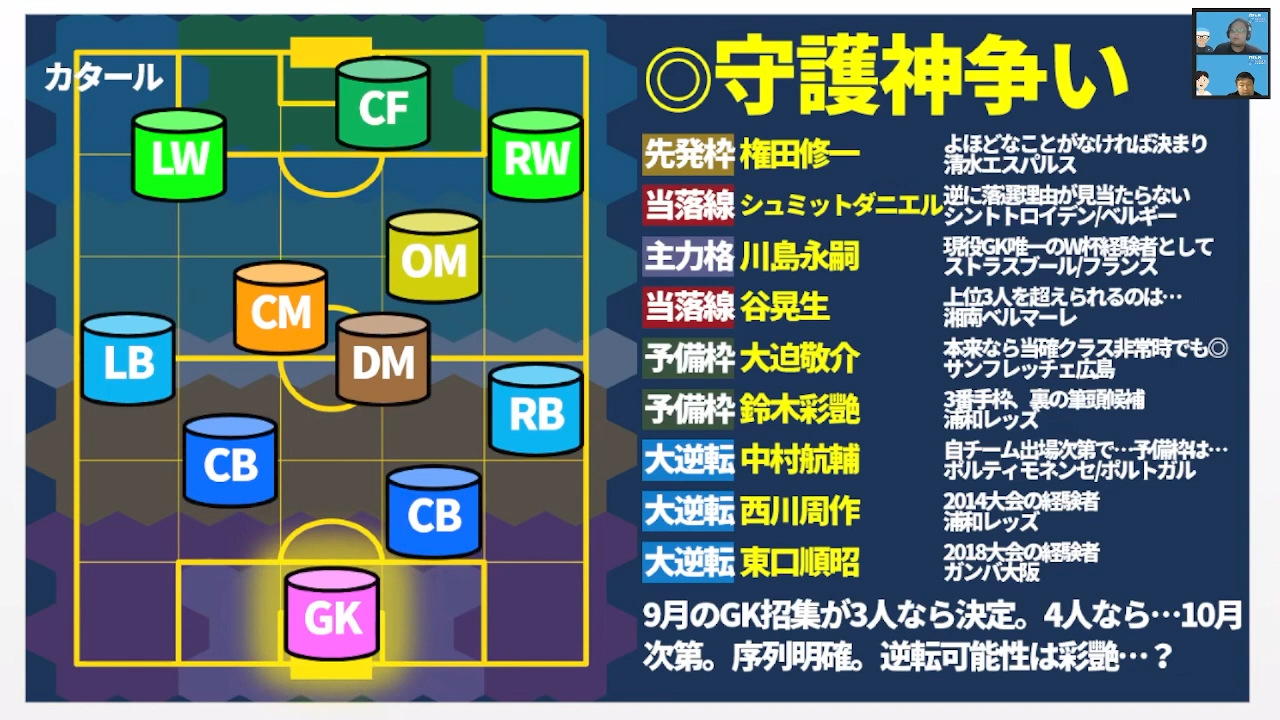 カタール
CF
LW
RW
OM
CM
LB
DM
RB
CB
CB
GK
◎守護神争い
先発枠 権田修一 よほどなことがなければ決まり
清水エスパルス
当落線 シュミットダニエル 逆に落選理由が見当たらない
シントトロイデン/ベルギー
主力格 川島永嗣 現役GK唯一のW杯経験者として
ストラスブール/フランス
当落線 谷晃生 上位3人を超えられるのは…
湘南ベルマーレ
予備枠 大迫敬介 本来なら当確クラス非常時でも◎
サンフレッチェ広島
予備枠 鈴木彩艶 3番手枠、裏の筆頭候補
浦和レッズ
大逆転 中村航輔 自チーム出場次第で…予備枠は…
ポルティモネンセ/ポルトガル
大逆転 西川周作 2014大会の経験者
浦和レッズ
大逆転 東口順昭 2018大会の経験者
ガンバ大阪
9月のGK招集が3人なら決定。4人なら…10月
次第。序列明確。逆転可能性は彩艶…？